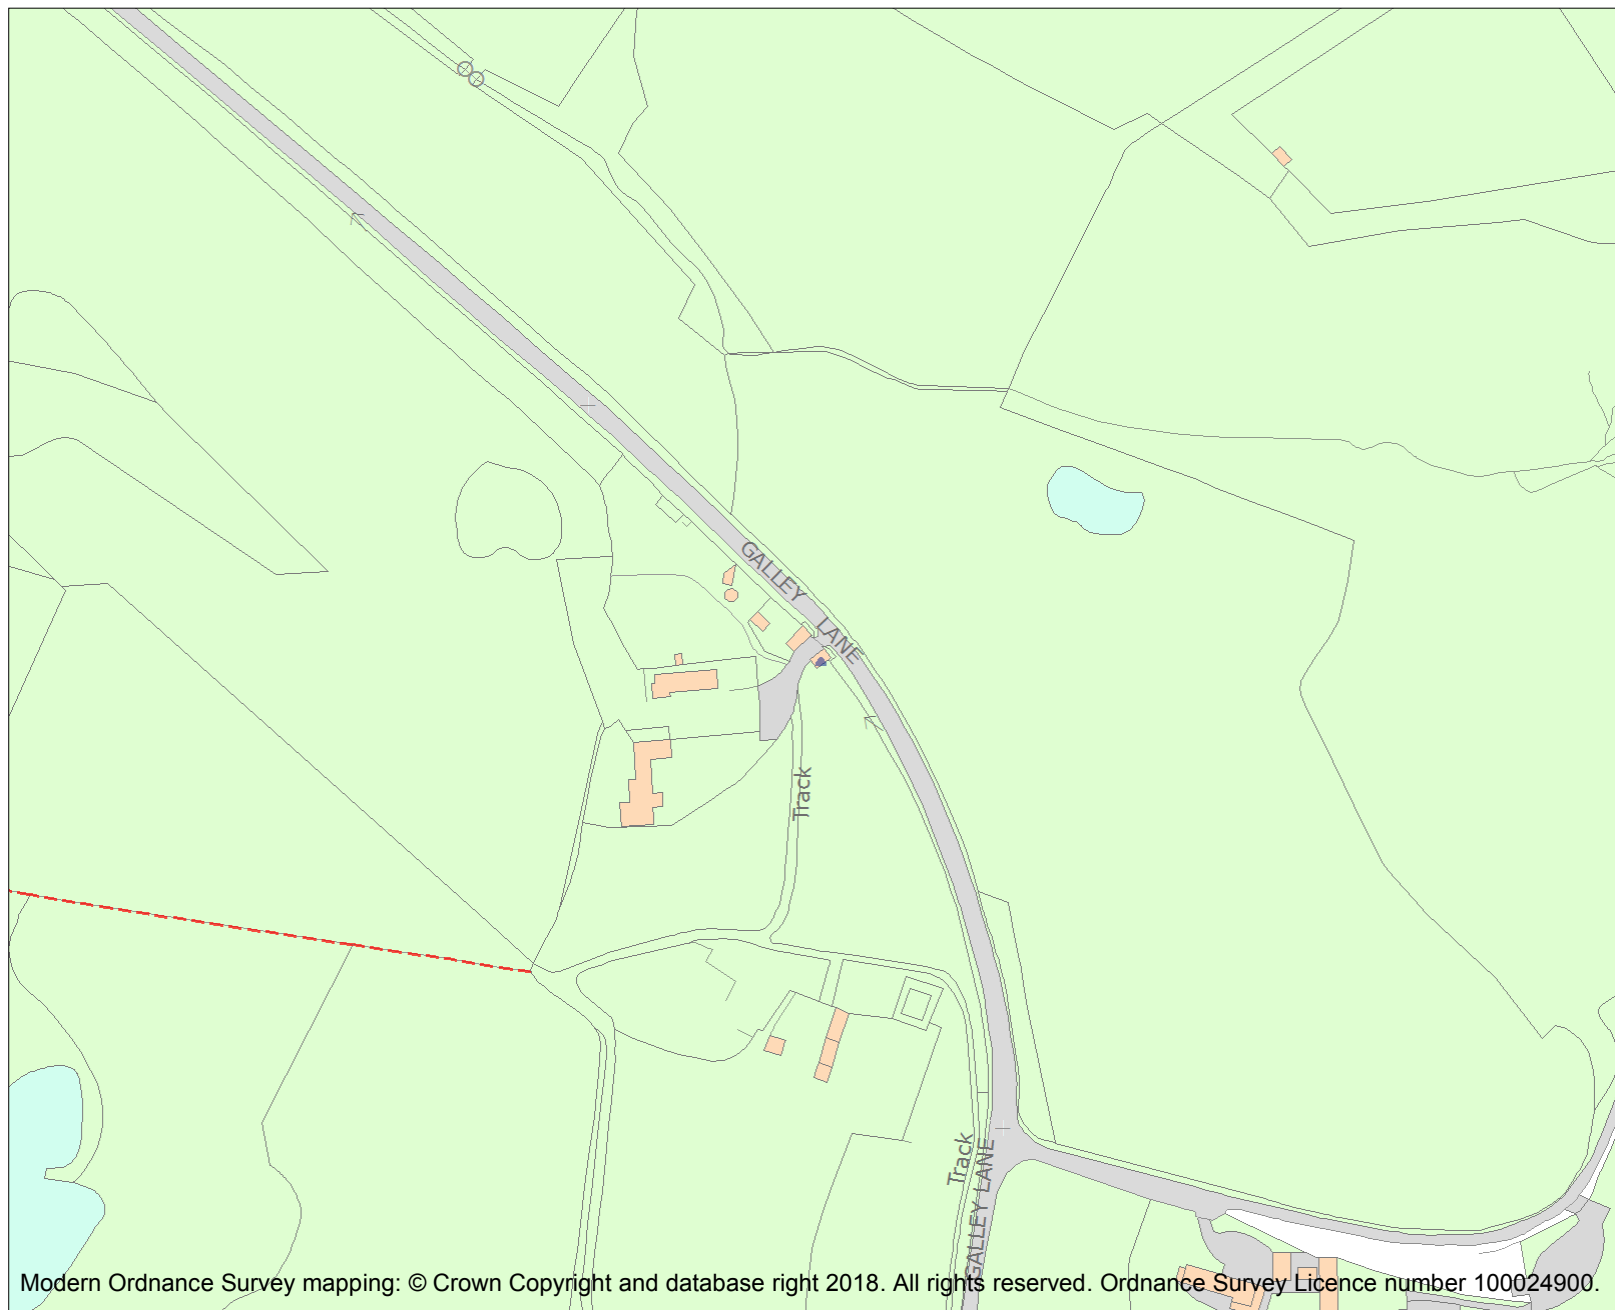 GALLEY LANE
Track
Track
GALLEY LANE
Modern Ordnance Survey mapping: © Crown Copyright and database right 2018. All rights reserved. Ordnance Survey Licence number 100024900.